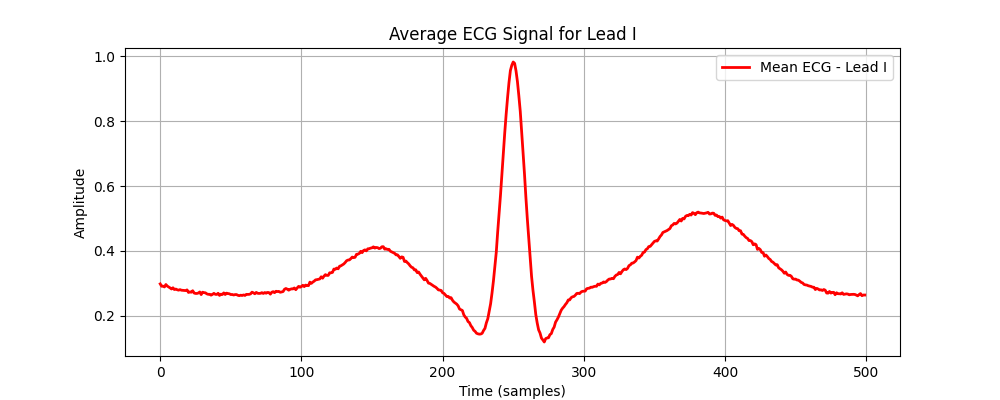 Average ECG Signal for Lead I
Mean ECG - Lead I
Amplitude
1.0
0.8
0.6
0.4
0.2
0 100 200 300 400 500
Time (samples)